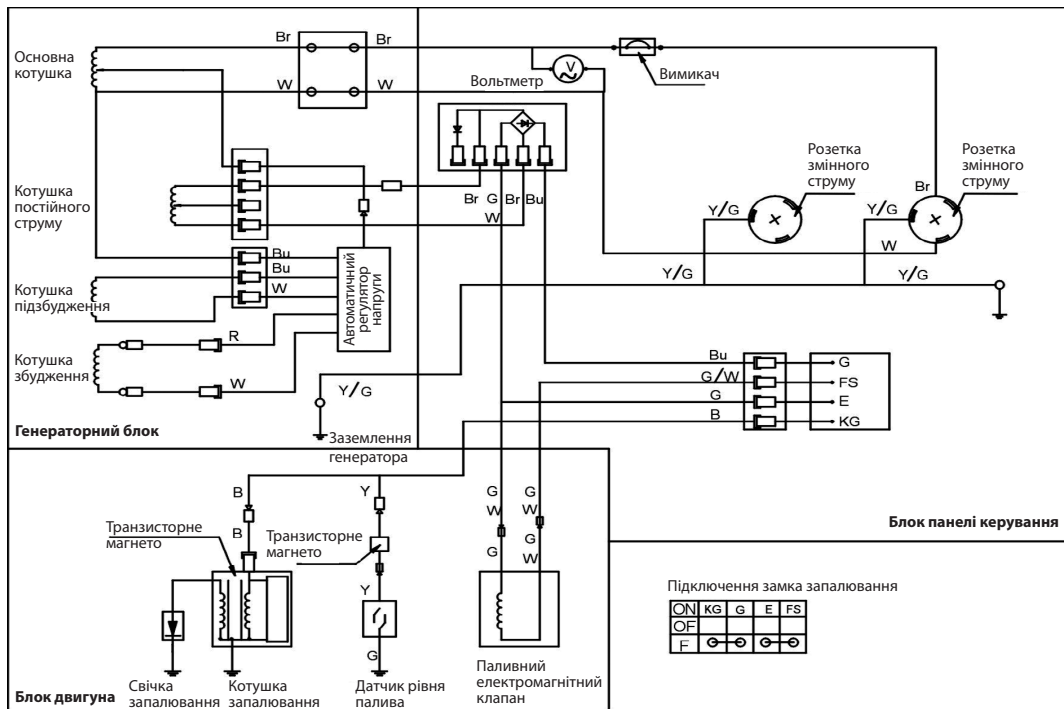 Основна
котушка
Br
Br
W
W
Вольтметр
V
Вимикач
Розетка
змінного
струму
Розетка
змінного
струму
Br
Y/G
Y/G
W
Y/G
Y/G
Котушка
постійного
струму
Br
G
Br
Bu
W
Bu
Bu
W
Автоматичний
регулятор
напруги
Котушка
підзбудження
Котушка
збудження
R
W
Y/G
Генераторний блок
Заземлення
генератора
Bu
G/W
G
B
G
FS
E
KG
Блок панелі керування
B
B
Y
Транзисторне
магнето
Транзисторне
магнето
Y
G
G
W
G
W
G
G
W
Свічка
запалювання
Котушка
запалювання
Датчик рівня
палива
Паливний
електромагнітний
клапан
Блок двигуна
Підключення замка запалювання
ON KG G E FS
OF
F